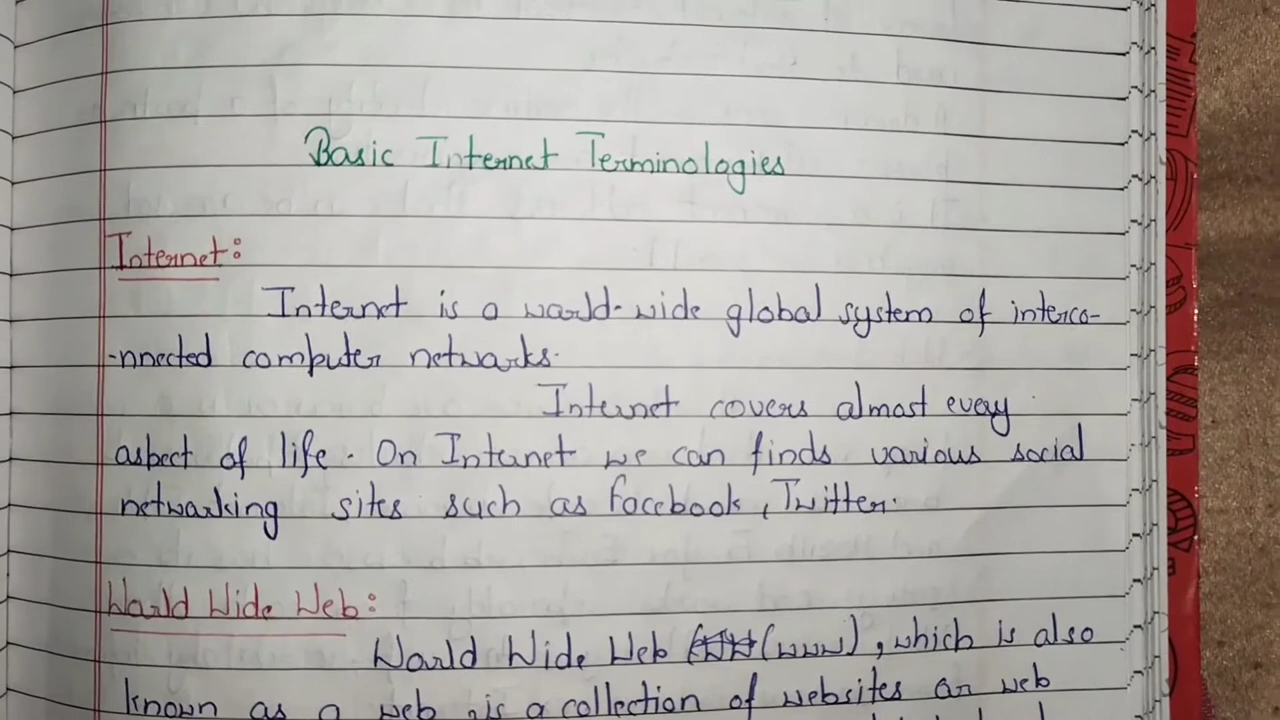 Basic Internet Terminologies
Internet:
Internet is a world-wide global system of interco-
-nnected computer networks.
Internet covers almost every
aspect of life. On Internet we can finds various social
networking sites such as facebook, Twitter.
World Wide Web:
World Wide Web (www), which is also
known as a web, is a collection of websites or web